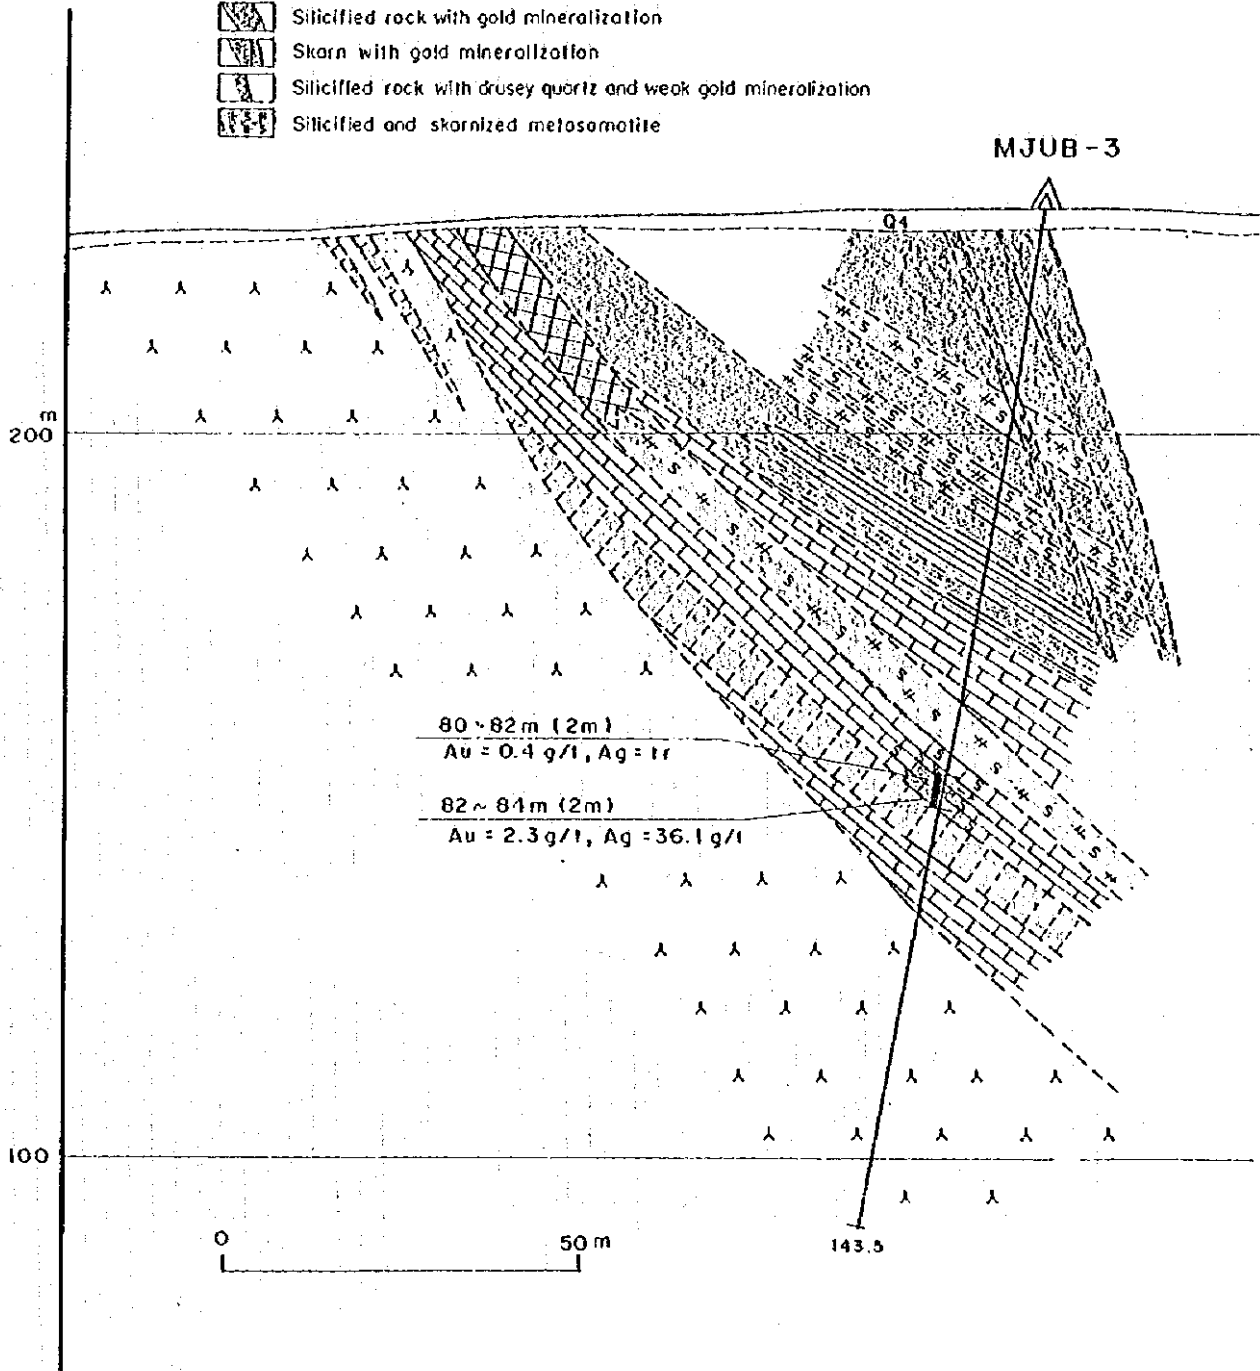 Silicified rock with gold mineralization
Skarn with gold mineralization
Silicified rock with drusey quartz and weak gold mineralization
Silicified and skarnized metasomatite
MJUB-3
Q4
m
200
80~82m (2m)
Au = 0.4 g/t, Ag = tr
82~84m (2m)
Au = 2.3 g/t, Ag = 36.1 g/t
100
0 50 m
143.5